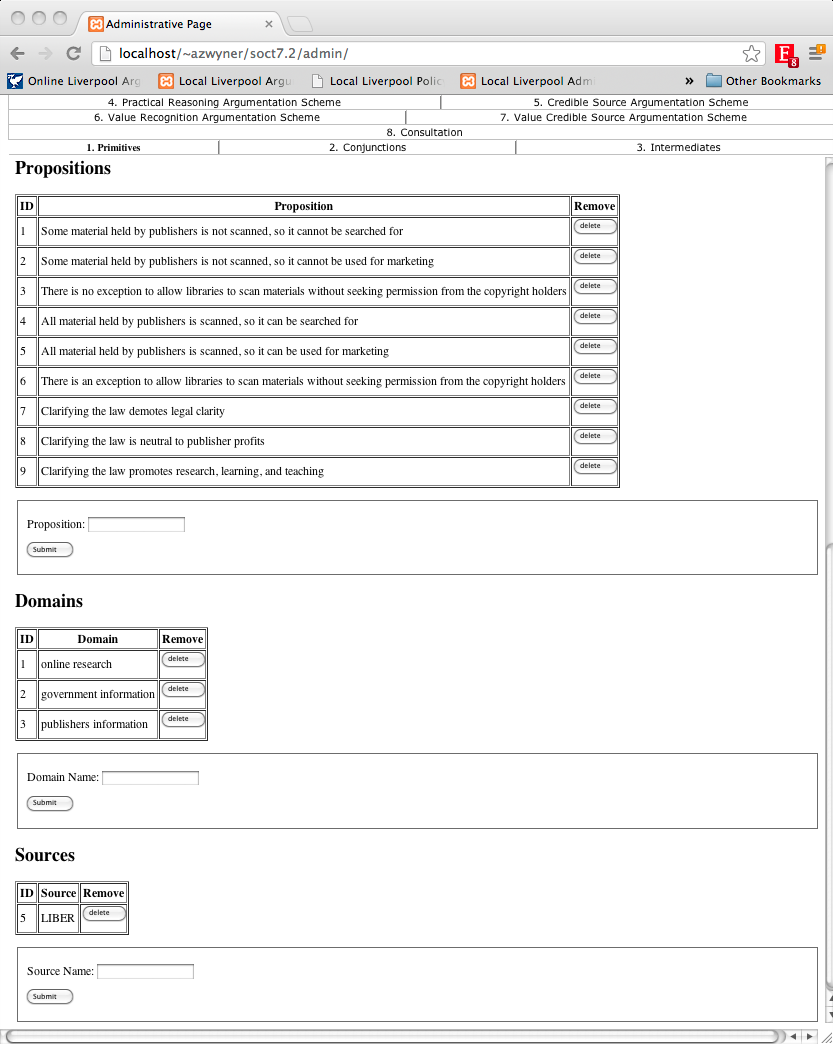 Administrative Page
localhost/~azwyner/soct7.2/admin/
8
Online Liverpool Arg Local Liverpool Argu Local Liverpool Polic Local Liverpool Adm » Other Bookmarks
4. Practical Reasoning Argumentation Scheme 5. Credible Source Argumentation Scheme
6. Value Recognition Argumentation Scheme 7. Value Credible Source Argumentation Scheme
8. Consultation
1. Primitives 2. Conjunctions 3. Intermediates
Propositions
ID Proposition Remove
1 Some material held by publishers is not scanned, so it cannot be searched for delete
2 Some material held by publishers is not scanned, so it cannot be used for marketing delete
3 There is no exception to allow libraries to scan materials without seeking permission from the copyright holders delete
4 All material held by publishers is scanned, so it can be searched for delete
5 All material held by publishers is scanned, so it can be used for marketing delete
6 There is an exception to allow libraries to scan materials without seeking permission from the copyright holders delete
7 Clarifying the law demotes legal clarity delete
8 Clarifying the law is neutral to publisher profits delete
9 Clarifying the law promotes research, learning, and teaching delete
Proposition:
Submit
Domains
ID Domain Remove
1 online research delete
2 government information delete
3 publishers information delete
Domain Name:
Submit
Sources
ID Source Remove
5 LIBER delete
Source Name:
Submit